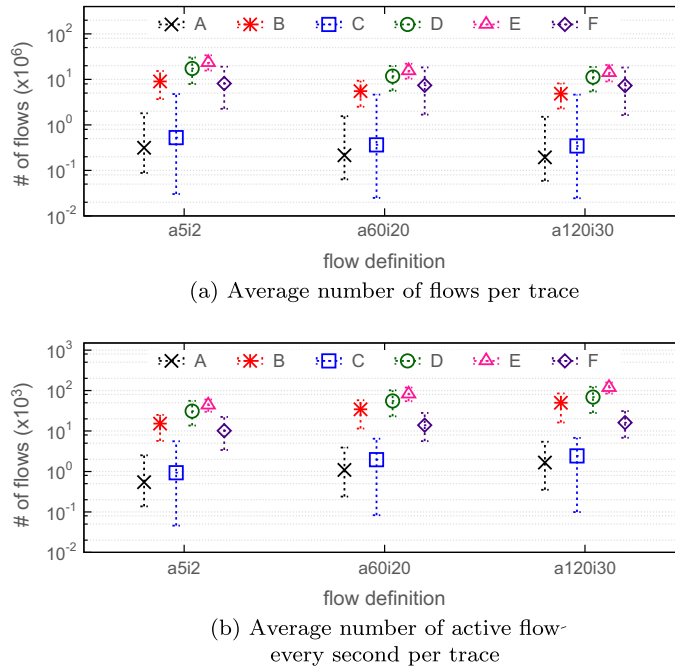 A B C D E F
10^2
10^1
10^0
10^-1
10^-2
# of flows (x10^6)
a5i2 a60i20 a120i30
flow definition
(a) Average number of flows per trace
A B C D E F
10^3
10^2
10^1
10^0
10^-1
10^-2
# of flows (x10^3)
a5i2 a60i20 a120i30
flow definition
(b) Average number of active flow-
every second per trace